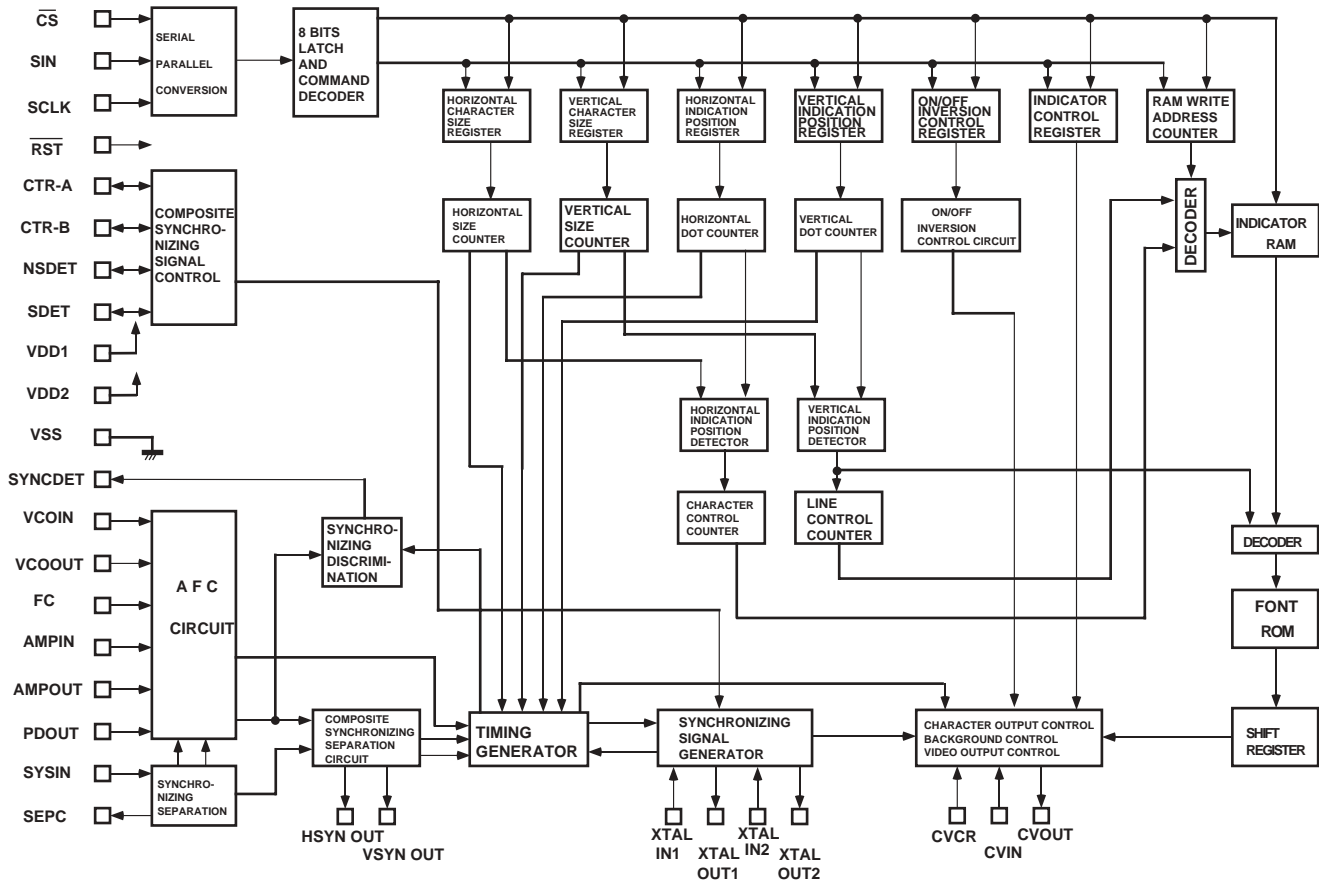 CS
SIN
SCLK
RST
CTR-A
CTR-B
NSDET
SDET
VDD1
VDD2
VSS
SYNCDET
VCOIN
VCOOUT
FC
AMPIN
AMPOUT
PDOUT
SYSIN
SEPC
SERIAL
PARALLEL
CONVERSION
8 BITS
LATCH
AND
COMMAND
DECODER
HORIZONTAL
CHARACTER
SIZE
REGISTER
VERTICAL
CHARACTER
SIZE
REGISTER
HORIZONTAL
INDICATION
POSITION
REGISTER
VERTICAL
INDICATION
POSITION
REGISTER
ON/OFF
INVERSION
CONTROL
REGISTER
INDICATOR
CONTROL
REGISTER
RAM WRITE
ADDRESS
COUNTER
COMPOSITE
SYNCHRO-
NIZING
SIGNAL
CONTROL
HORIZONTAL
SIZE
COUNTER
VERTICAL
SIZE
COUNTER
HORIZONTAL
DOT COUNTER
VERTICAL
DOT COUNTER
ON/OFF
INVERSION
CONTROL CIRCUIT
DECODER
INDICATOR
RAM
HORIZONTAL
INDICATION
POSITION
DETECTOR
VERTICAL
INDICATION
POSITION
DETECTOR
CHARACTER
CONTROL
COUNTER
LINE
CONTROL
COUNTER
DECODER
FONT
ROM
SHIFT
REGISTER
SYNCHRO-
NIZING
DISCRIMI-
NATION
A F C
CIRCUIT
SYNCHRO-
NIZING
SEPARATION
COMPOSITE
SYNCHRONIZING
SEPARATION
CIRCUIT
TIMING
GENERATOR
SYNCHRONIZING
SIGNAL
GENERATOR
CHARACTER OUTPUT CONTROL
BACKGROUND CONTROL
VIDEO OUTPUT CONTROL
HSYN OUT
VSYN OUT
XTAL
IN1
XTAL
OUT1
XTAL
IN2
XTAL
OUT2
CVCR
CVIN
CVOUT